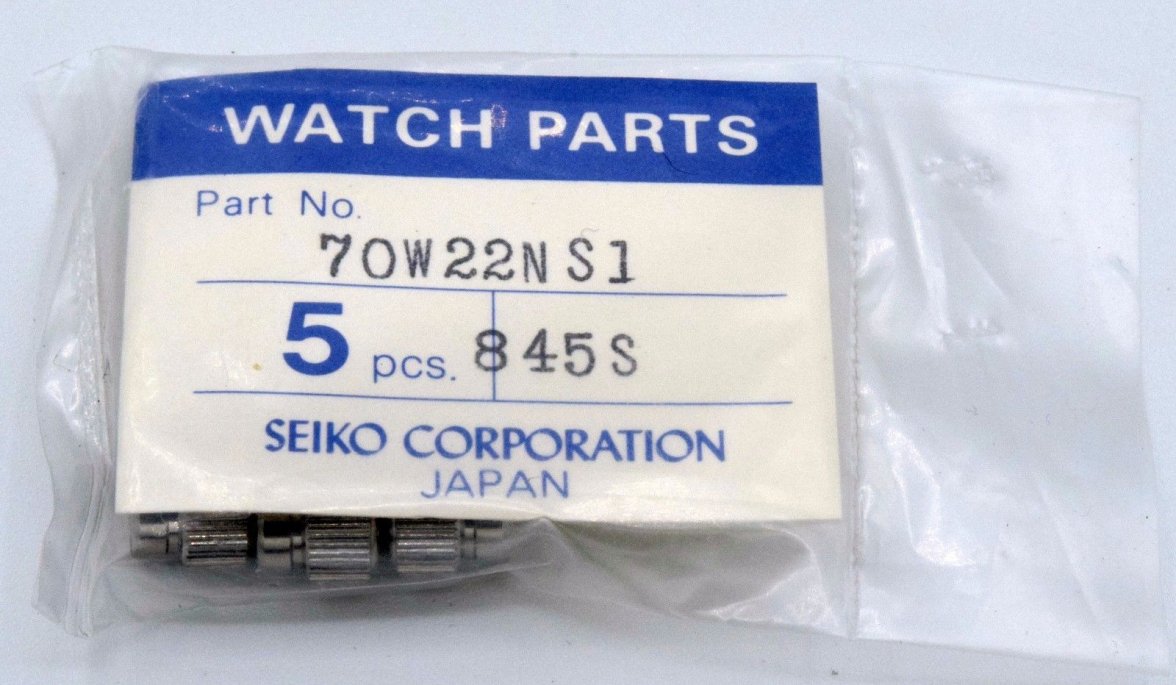 WATCH PARTS
Part No.
70W22NS1
5 pcs. 845S
SEIKO CORPORATION
JAPAN